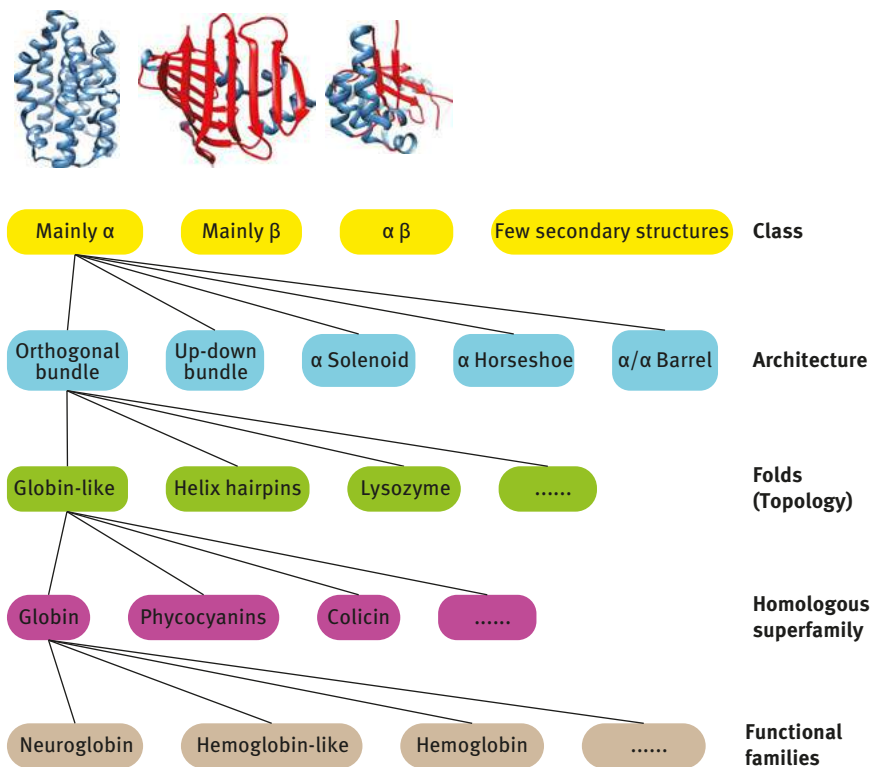 Mainly α
Mainly β
α β
Few secondary structures
Class
Orthogonal
bundle
Up-down
bundle
α Solenoid
α Horseshoe
α/α Barrel
Architecture
Globin-like
Helix hairpins
Lysozyme
......
Folds
(Topology)
Globin
Phycocyanins
Colicin
......
Homologous
superfamily
Neuroglobin
Hemoglobin-like
Hemoglobin
......
Functional
families